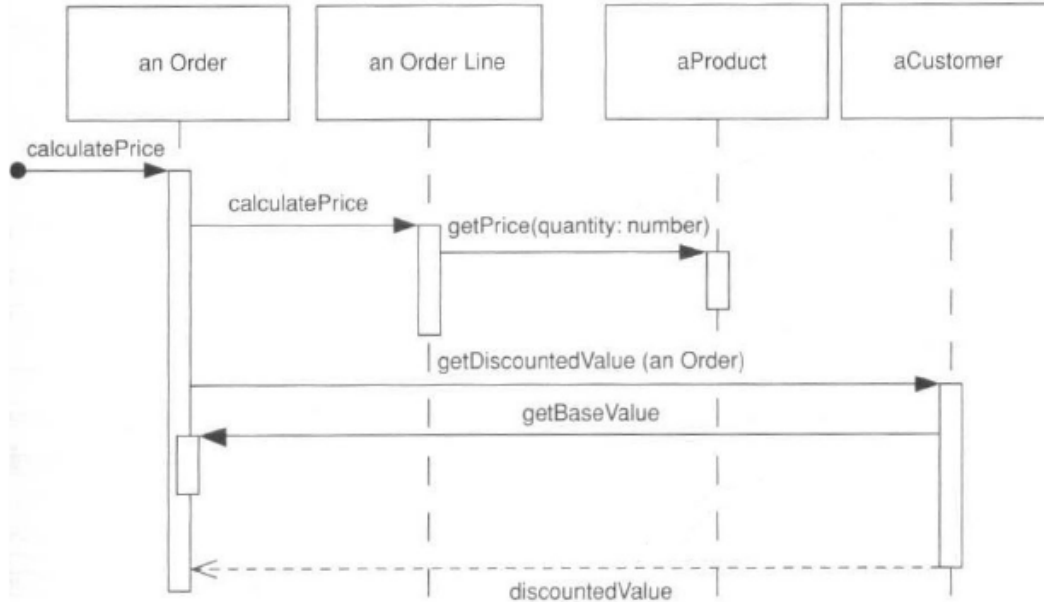 an Order
an Order Line
aProduct
aCustomer
calculatePrice
calculatePrice
getPrice(quantity: number)
getDiscountedValue (an Order)
getBaseValue
discountedValue